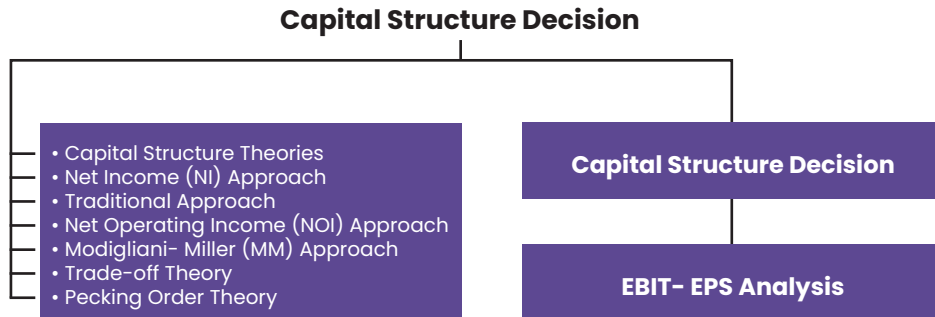 Capital Structure Decision
• Capital Structure Theories
• Net Income (NI) Approach
• Traditional Approach
• Net Operating Income (NOI) Approach
• Modigliani- Miller (MM) Approach
• Trade-off Theory
• Pecking Order Theory
Capital Structure Decision
EBIT- EPS Analysis